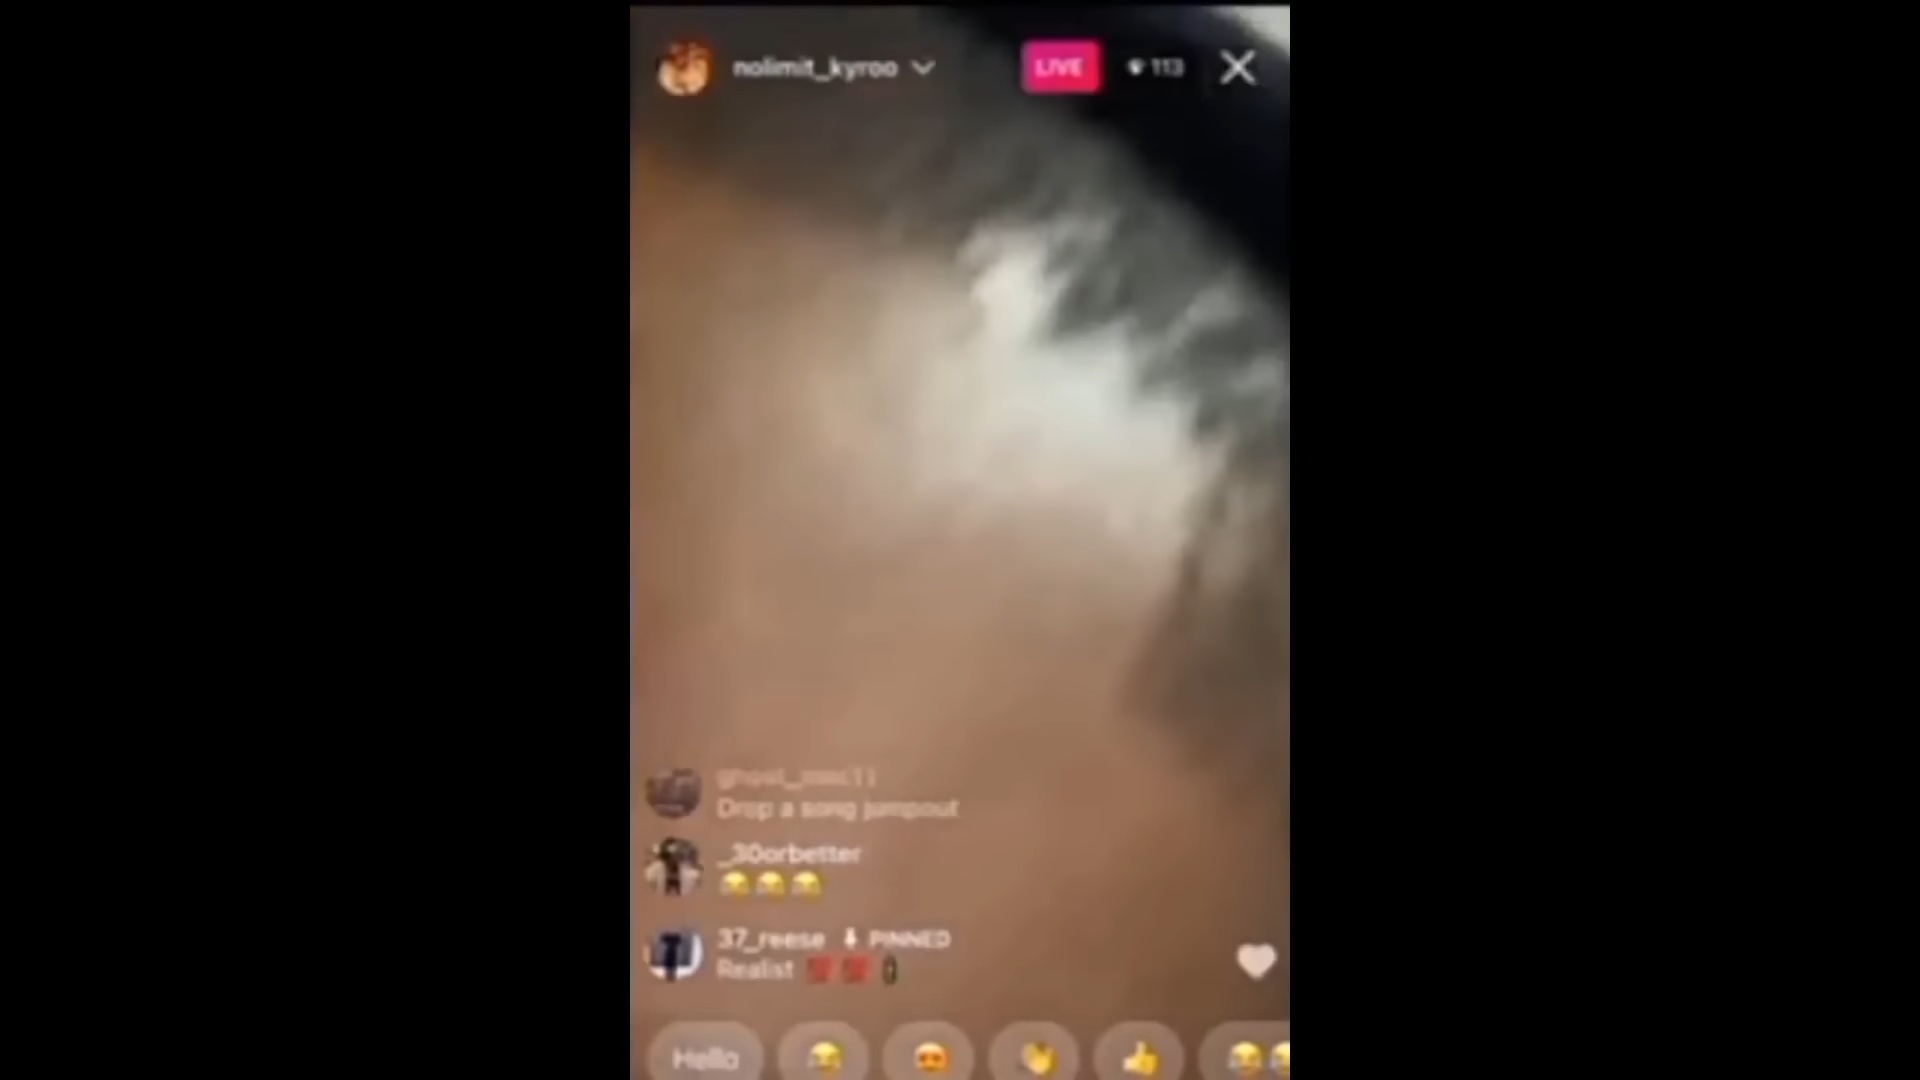 nolimit_kyroo
LIVE
113
Drop a song jumpout
_30orbetter
😂😂😂
37_reese PINNED
Realist 💯💯
Hello